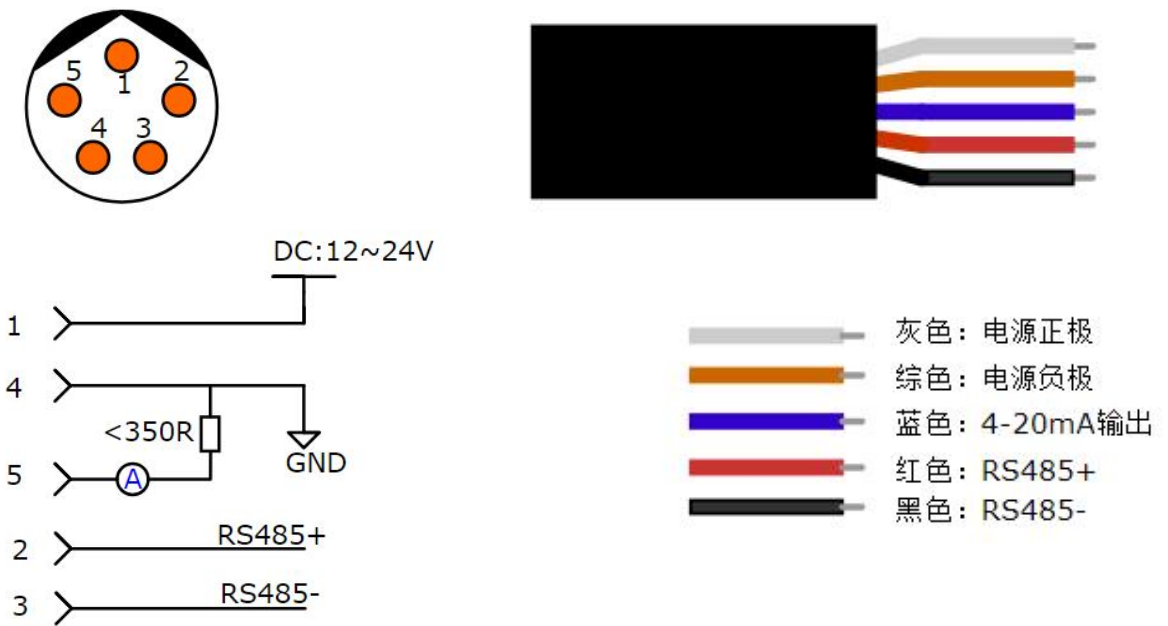 5
1
2
4
3
DC:12~24V
1
4
<350R
GND
5
A
2
RS485+
3
RS485-
灰色：电源正极
综色：电源负极
蓝色：4-20mA输出
红色：RS485+
黑色：RS485-